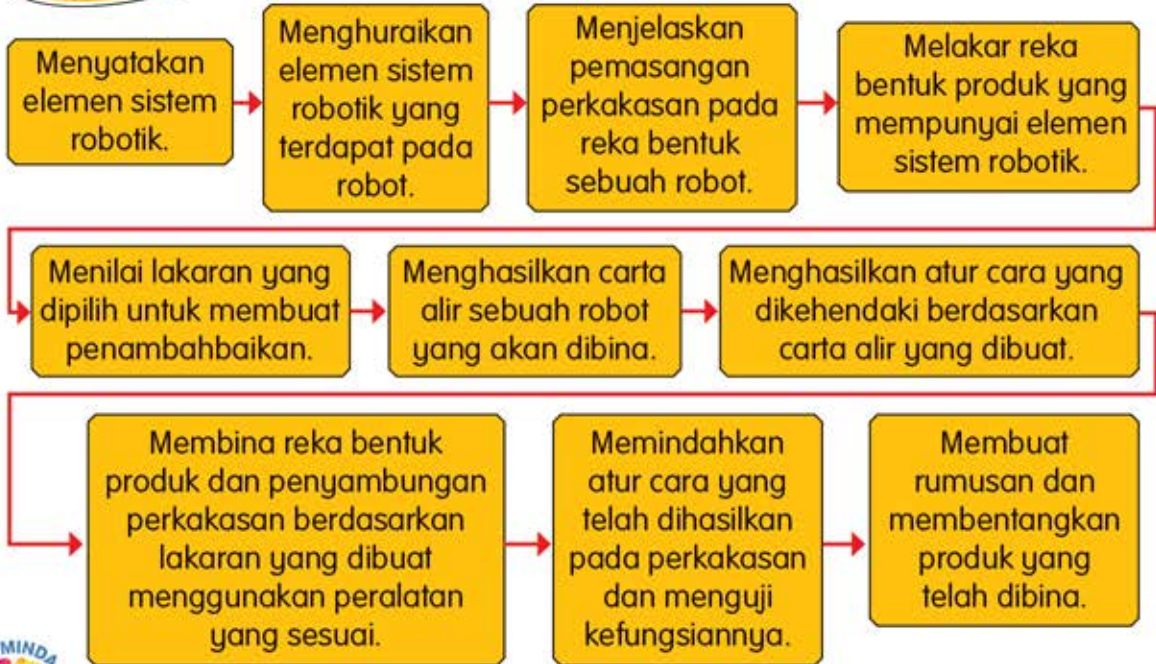 Menyatakan
elemen sistem
robotik.
Menghuraikan
elemen sistem
robotik yang
terdapat pada
robot.
Menjelaskan
pemasangan
perkakasan pada
reka bentuk
sebuah robot.
Melakar reka
bentuk produk yang
mempunyai elemen
sistem robotik.
Menilai lakaran yang
dipilih untuk membuat
penambahbaikan.
Menghasilkan carta
alir sebuah robot
yang akan dibina.
Menghasilkan atur cara yang
dikehendaki berdasarkan
carta alir yang dibuat.
Membina reka bentuk
produk dan penyambungan
perkakasan berdasarkan
lakaran yang dibuat
menggunakan peralatan
yang sesuai.
Memindahkan
atur cara yang
telah dihasilkan
pada perkakasan
dan menguji
kefungsiannya.
Membuat
rumusan dan
membentangkan
produk yang
telah dibina.
MINDA